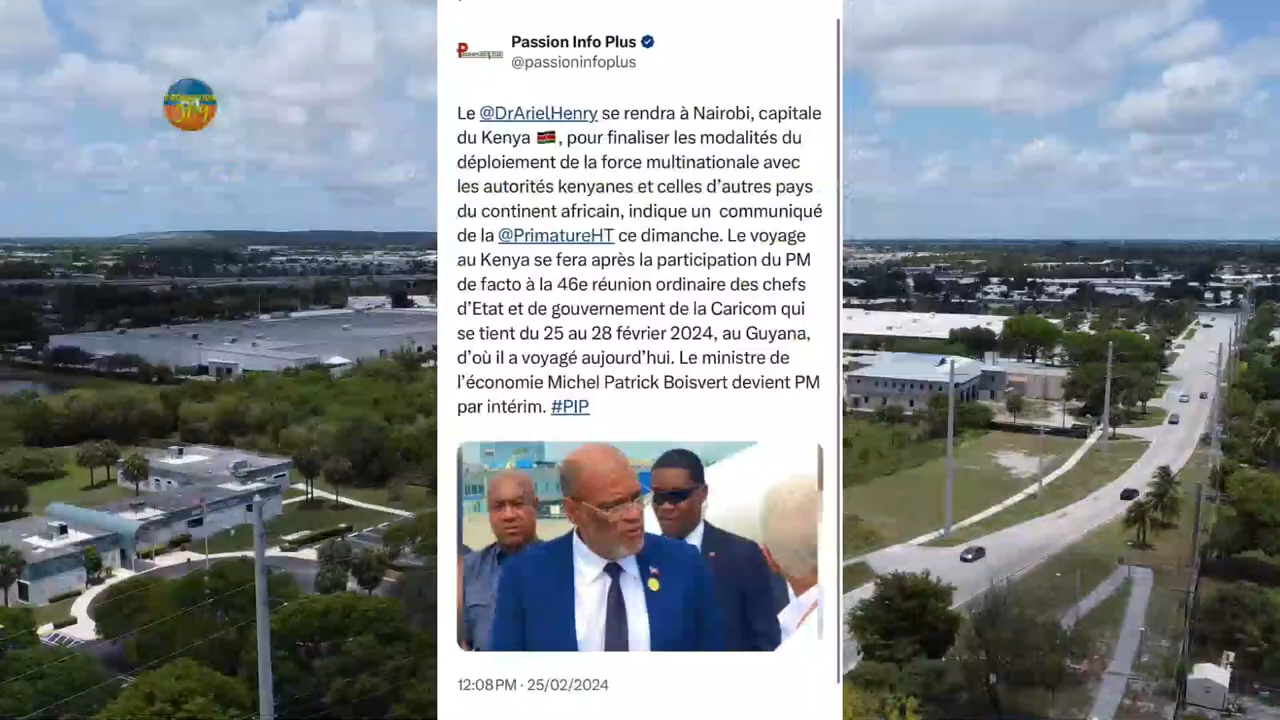 Passion Info Plus
@passioninfoplus
Le @DrArielHenry se rendra à Nairobi, capitale
du Kenya 🇰🇪, pour finaliser les modalités du
déploiement de la force multinationale avec
les autorités kenyanes et celles d’autres pays
du continent africain, indique un communiqué
de la @PrimatureHT ce dimanche. Le voyage
au Kenya se fera après la participation du PM
de facto à la 46e réunion ordinaire des chefs
d’Etat et de gouvernement de la Caricom qui
se tient du 25 au 28 février 2024, au Guyana,
d’où il a voyagé aujourd’hui. Le ministre de
l’économie Michel Patrick Boisvert devient PM
par intérim. #PIP
12:08 PM · 25/02/2024